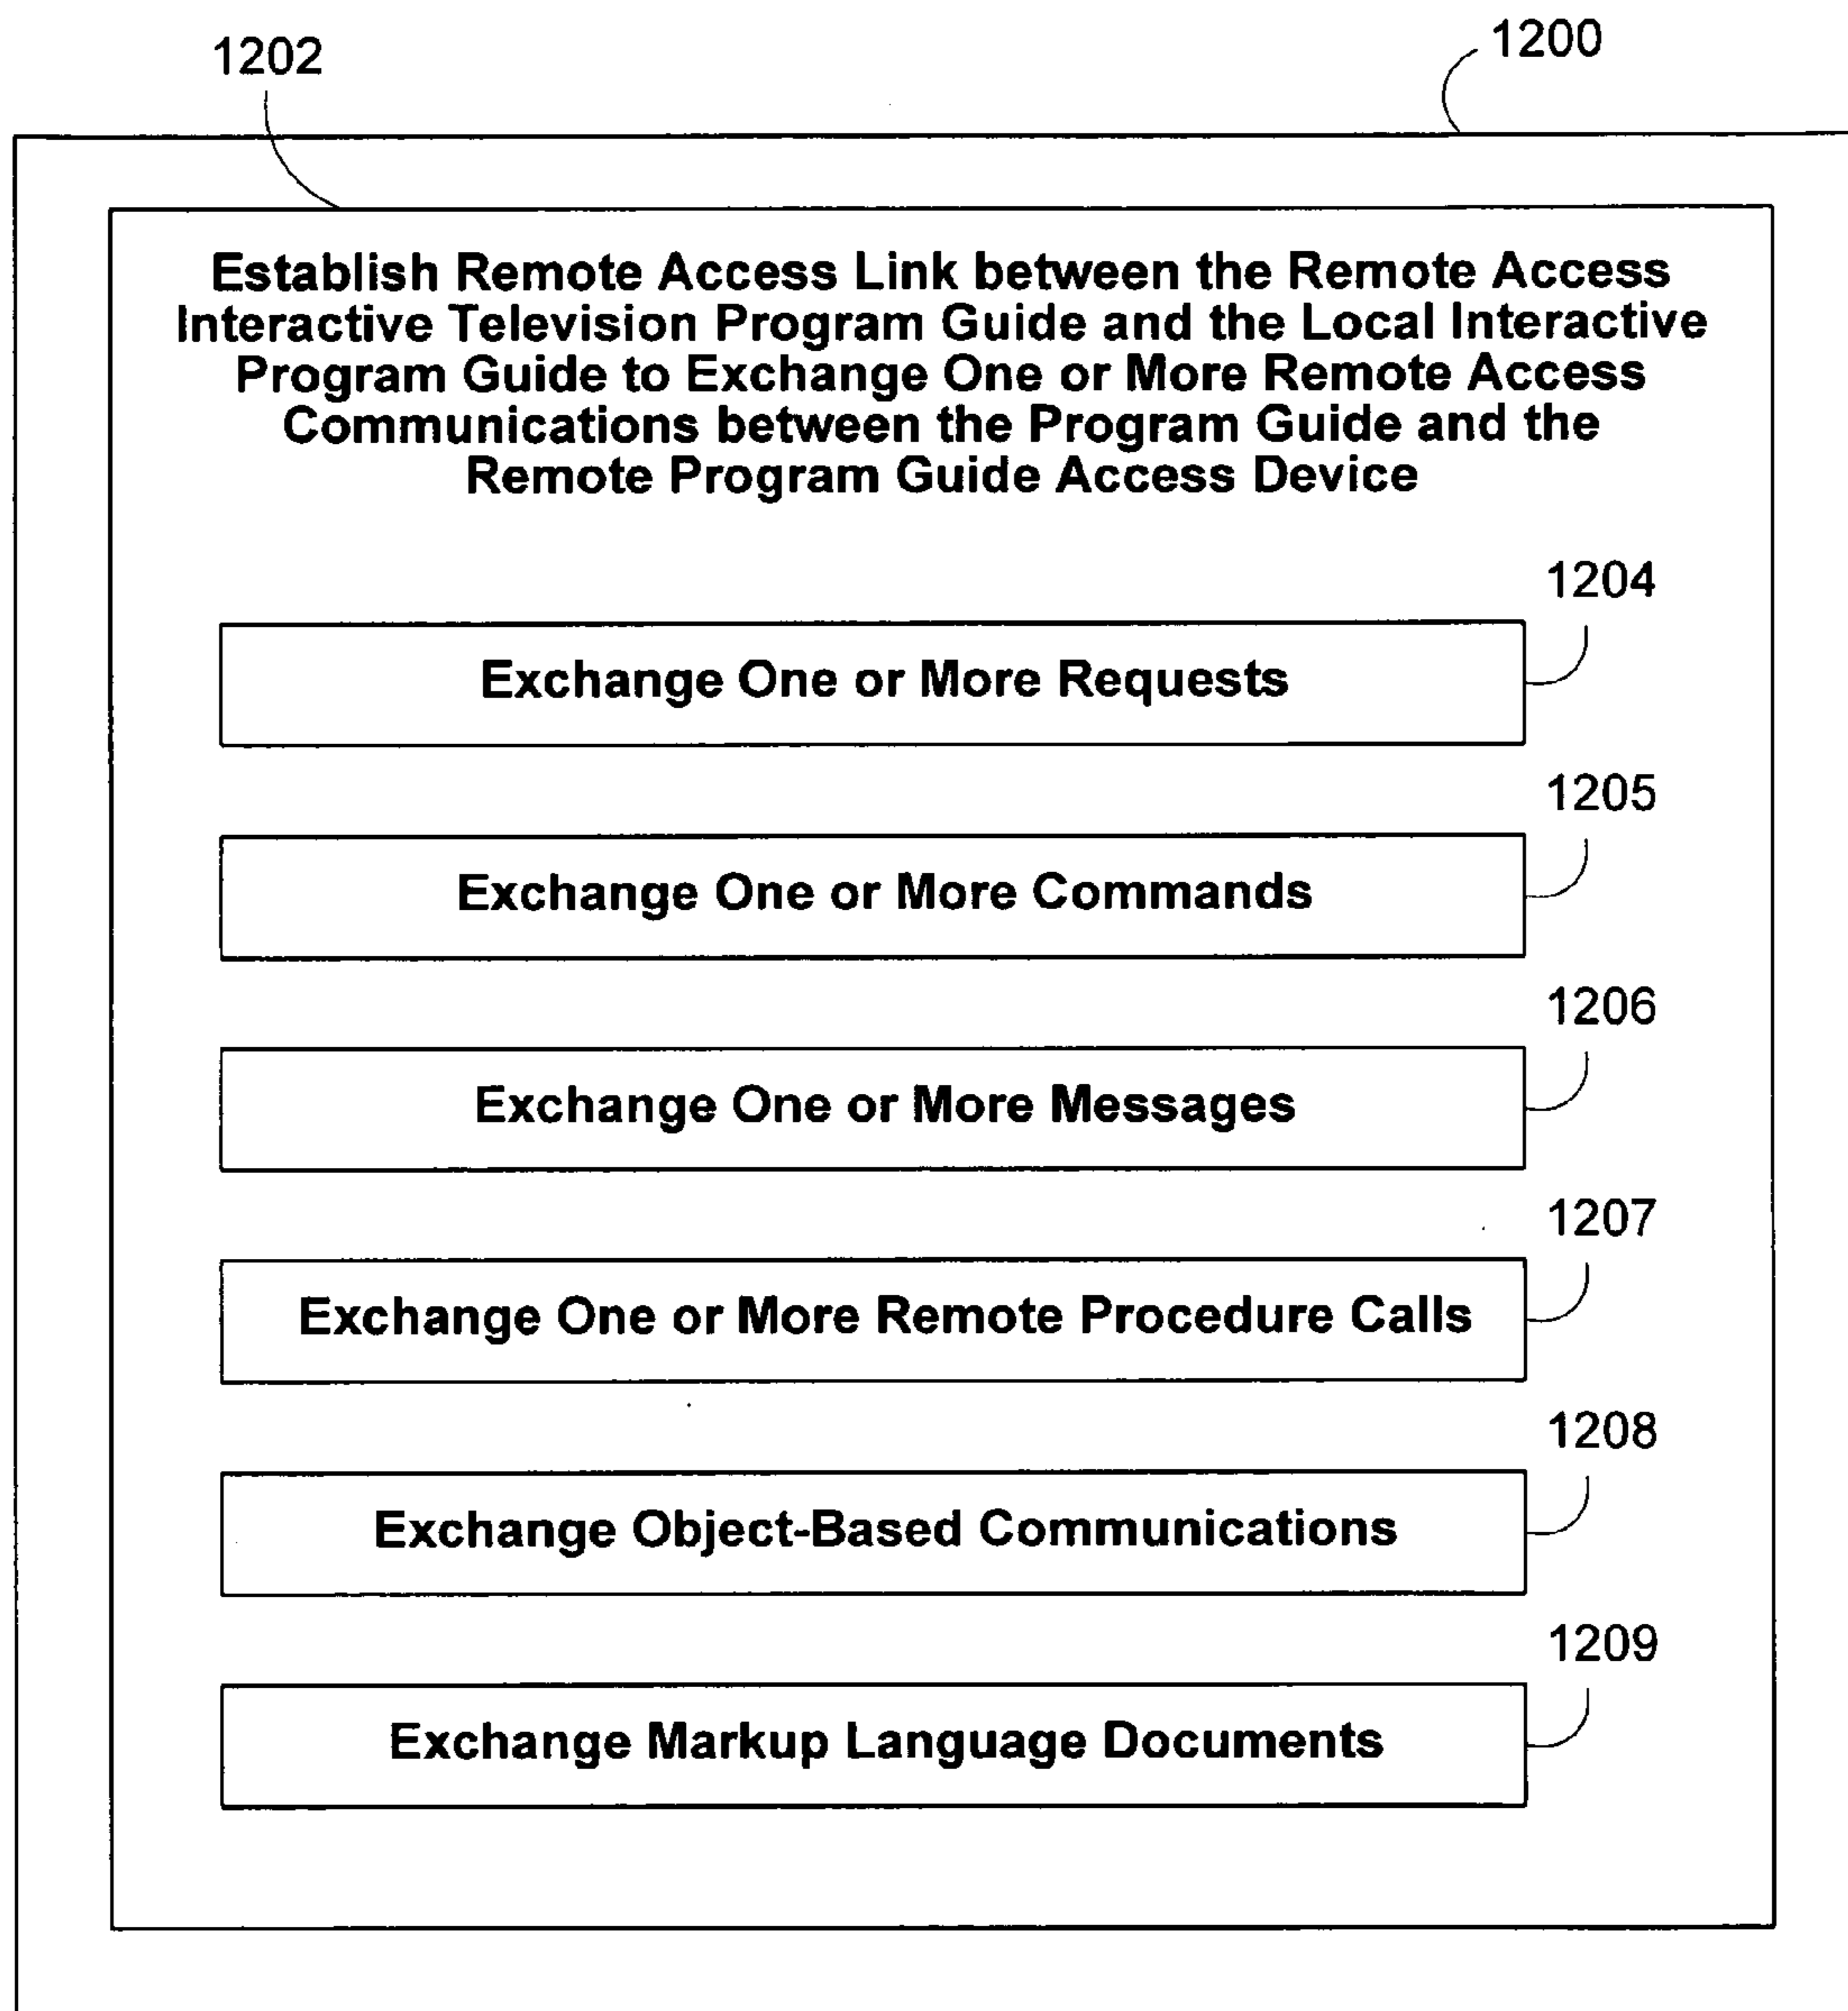 1202
1200
Establish Remote Access Link between the Remote Access
Interactive Television Program Guide and the Local Interactive
Program Guide to Exchange One or More Remote Access
Communications between the Program Guide and the
Remote Program Guide Access Device
1204
Exchange One or More Requests
1205
Exchange One or More Commands
1206
Exchange One or More Messages
1207
Exchange One or More Remote Procedure Calls
1208
Exchange Object-Based Communications
1209
Exchange Markup Language Documents